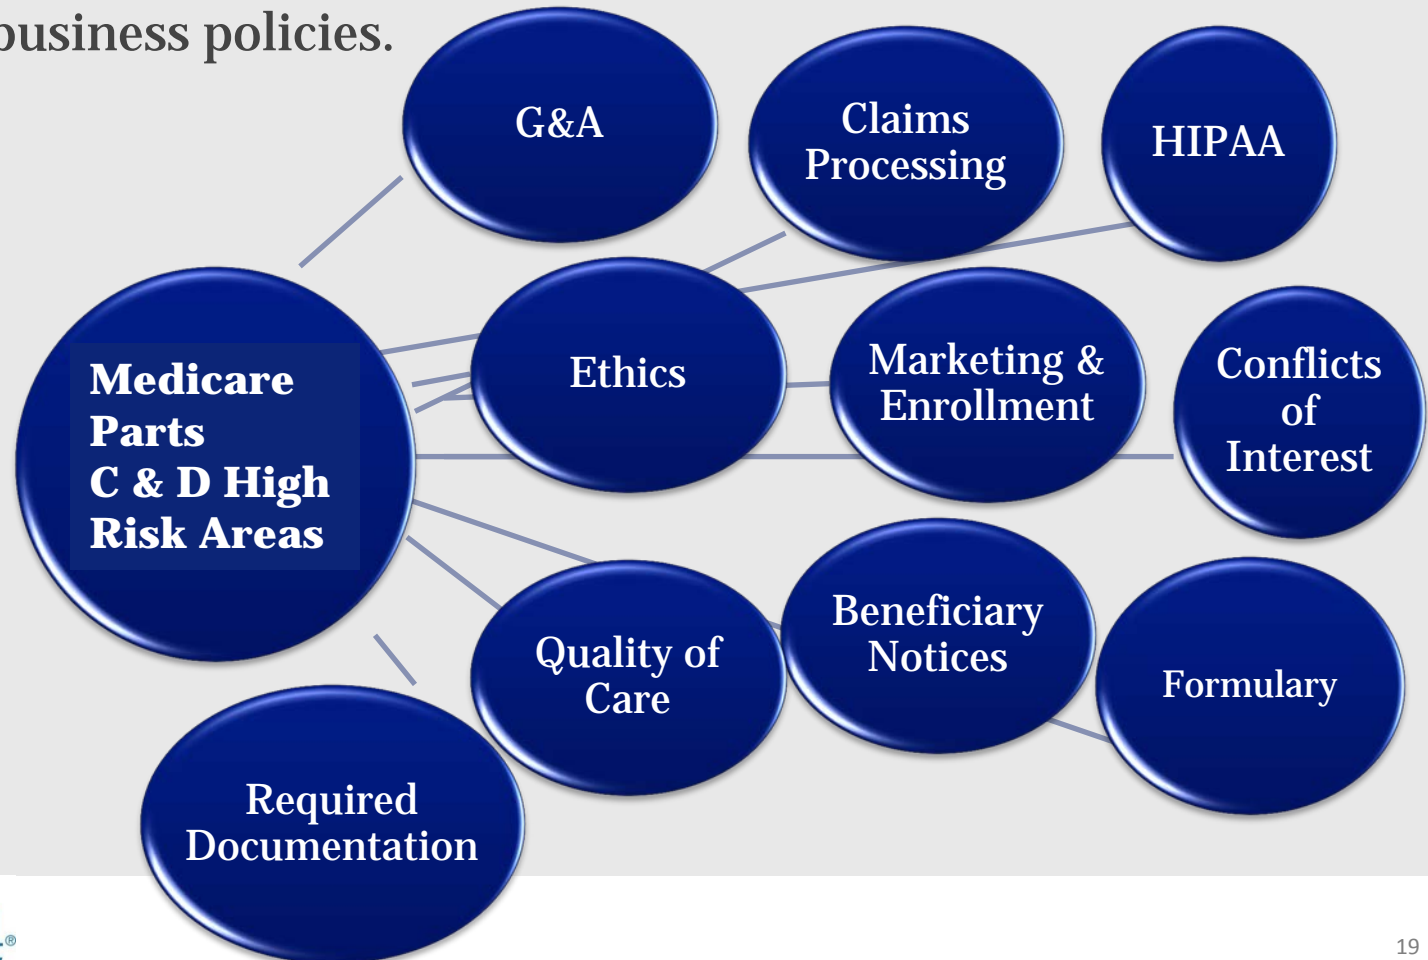 business policies.
G&A
Claims
Processing
HIPAA
Medicare
Parts
C & D High
Risk Areas
Ethics
Marketing &
Enrollment
Conflicts
of
Interest
Quality of
Care
Beneficiary
Notices
Formulary
Required
Documentation
®
19